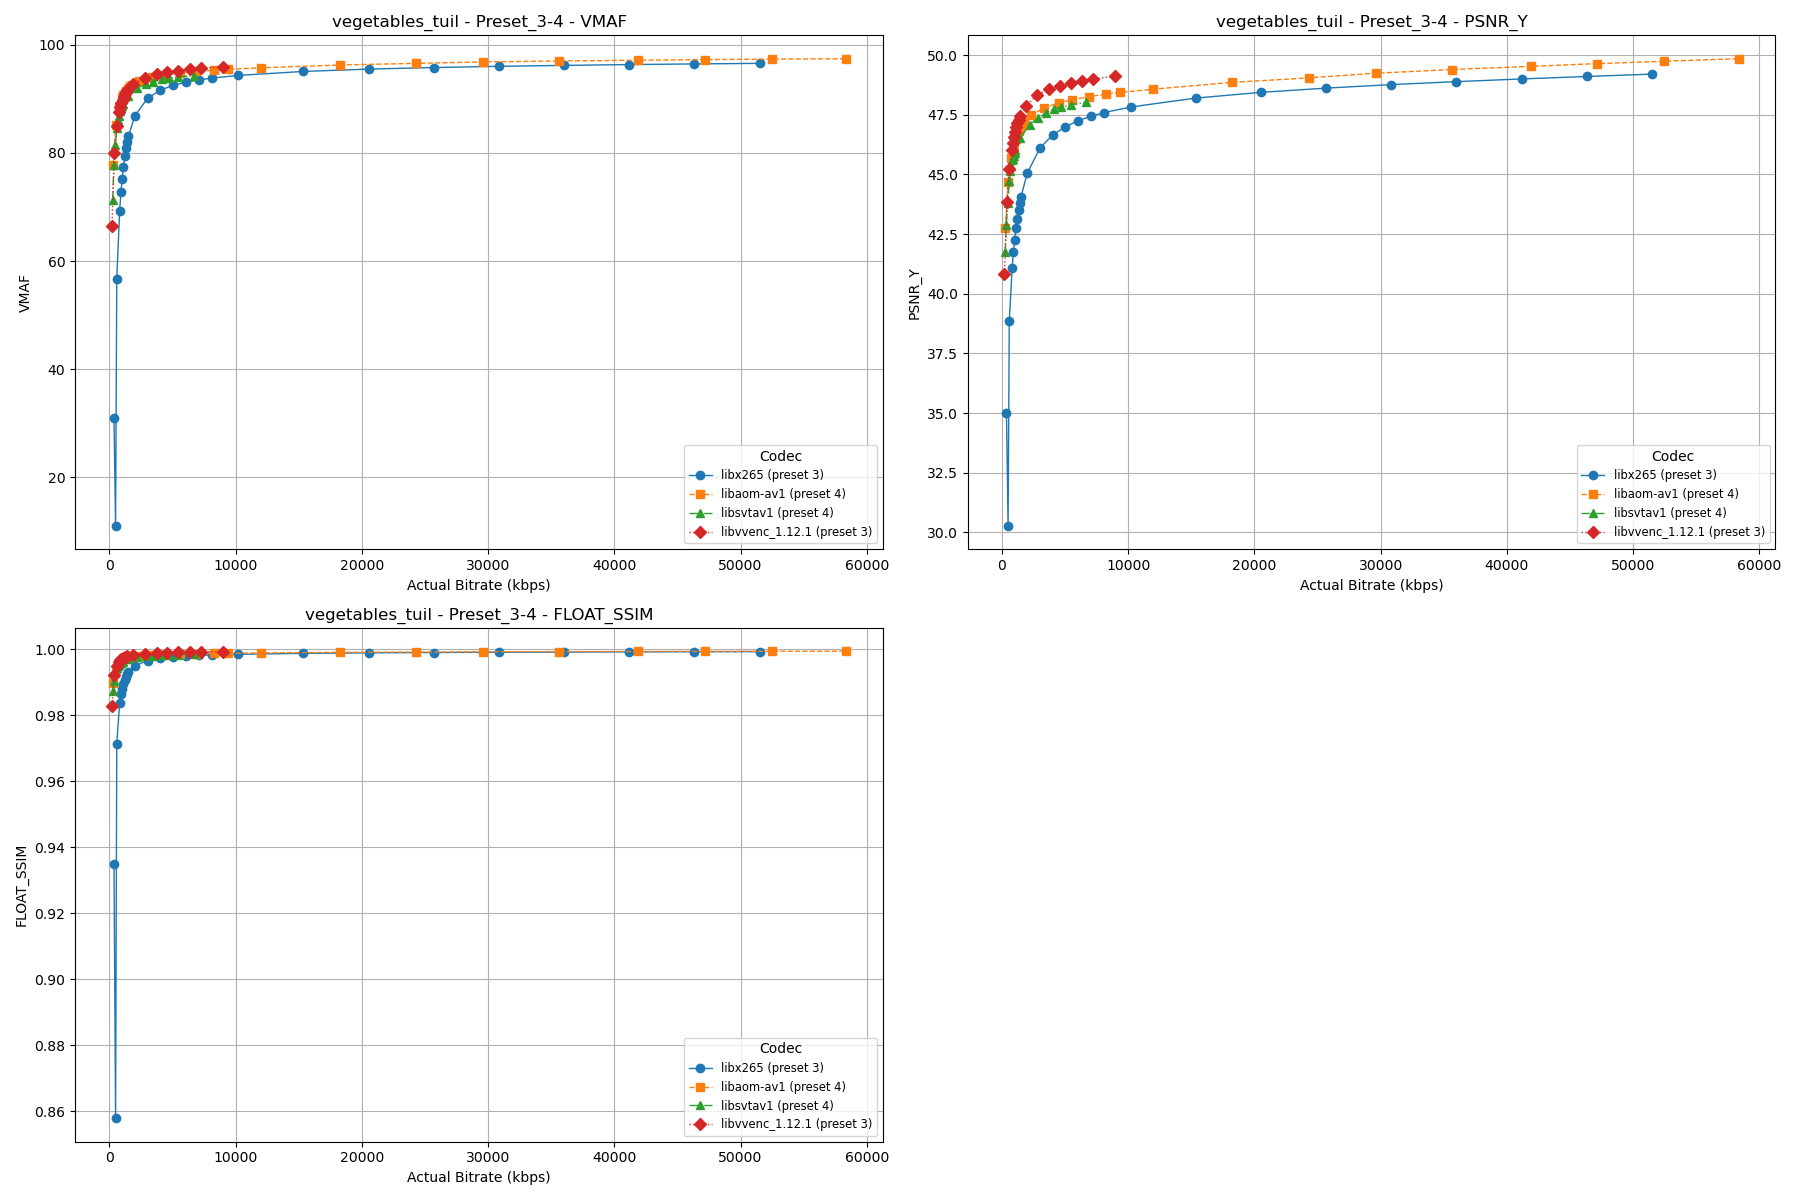 vegetables_tuil - Preset_3-4 - VMAF
100
80
60
40
20
VMAF
0 10000 20000 30000 40000 50000 60000
Actual Bitrate (kbps)
Codec
libx265 (preset 3)
libaom-av1 (preset 4)
libsvtav1 (preset 4)
libvvenc_1.12.1 (preset 3)
vegetables_tuil - Preset_3-4 - PSNR_Y
50.0
47.5
45.0
42.5
40.0
37.5
35.0
32.5
30.0
PSNR_Y
0 10000 20000 30000 40000 50000 60000
Actual Bitrate (kbps)
Codec
libx265 (preset 3)
libaom-av1 (preset 4)
libsvtav1 (preset 4)
libvvenc_1.12.1 (preset 3)
vegetables_tuil - Preset_3-4 - FLOAT_SSIM
1.00
0.98
0.96
0.94
0.92
0.90
0.88
0.86
FLOAT_SSIM
0 10000 20000 30000 40000 50000 60000
Actual Bitrate (kbps)
Codec
libx265 (preset 3)
libaom-av1 (preset 4)
libsvtav1 (preset 4)
libvvenc_1.12.1 (preset 3)